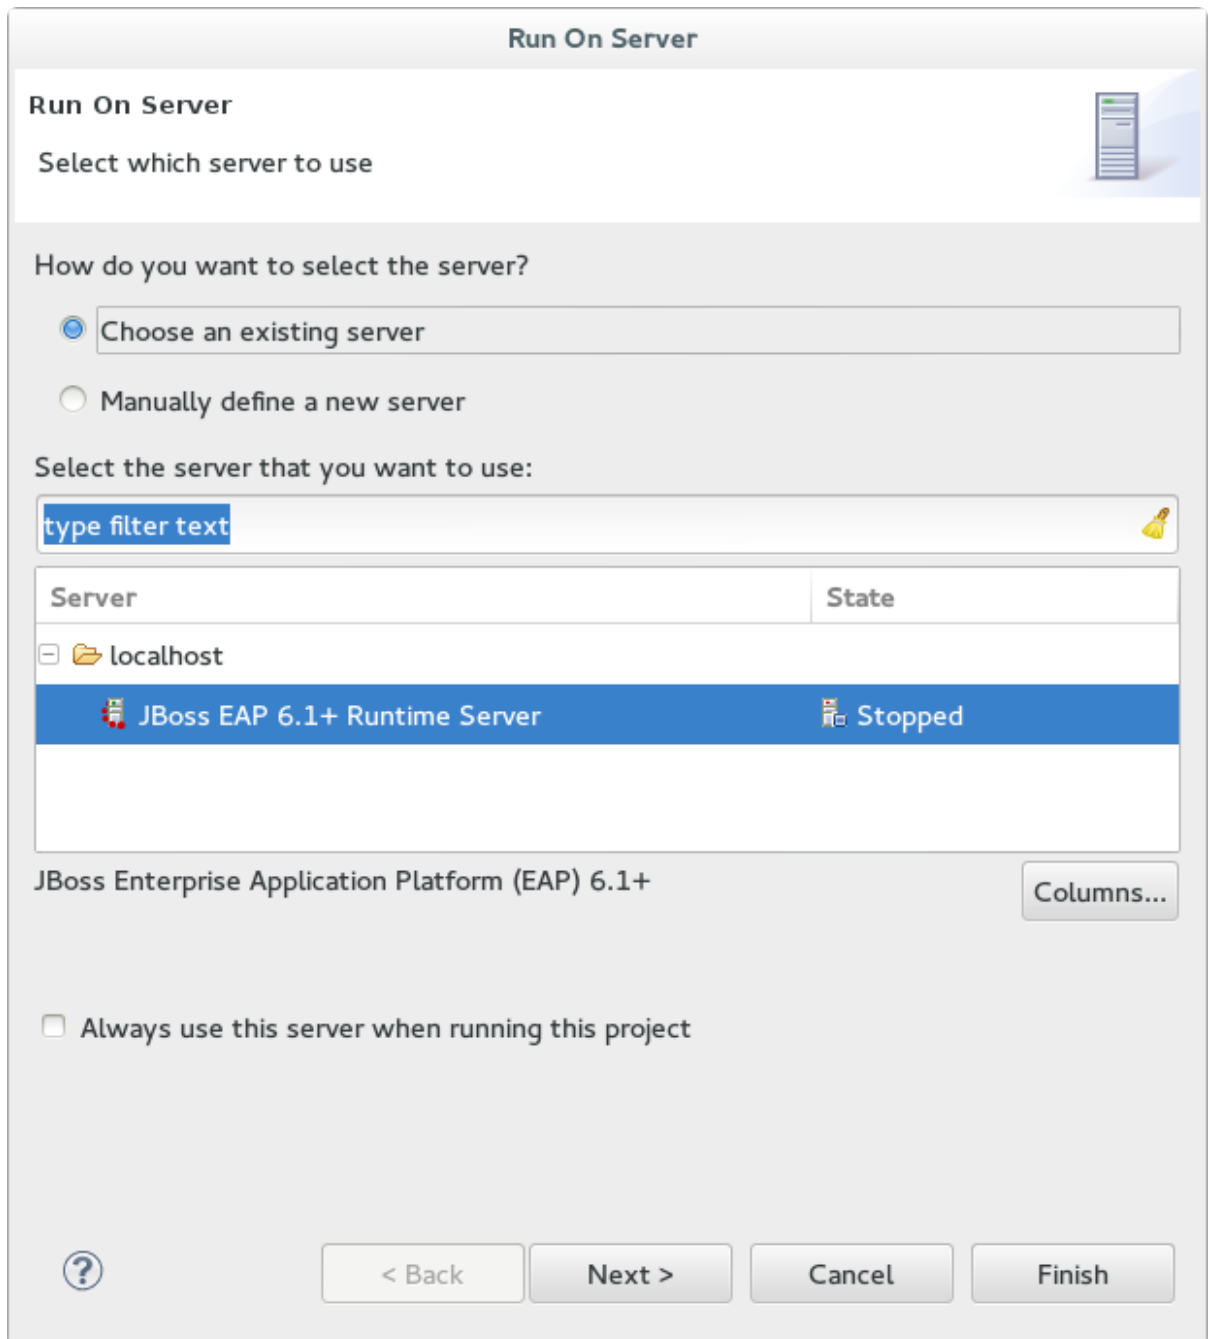 Run On Server
Run On Server
Select which server to use
How do you want to select the server?
Choose an existing server
Manually define a new server
Select the server that you want to use:
type filter text
Server State
localhost
JBoss EAP 6.1+ Runtime Server Stopped
JBoss Enterprise Application Platform (EAP) 6.1+
Columns...
Always use this server when running this project
? < Back Next > Cancel Finish